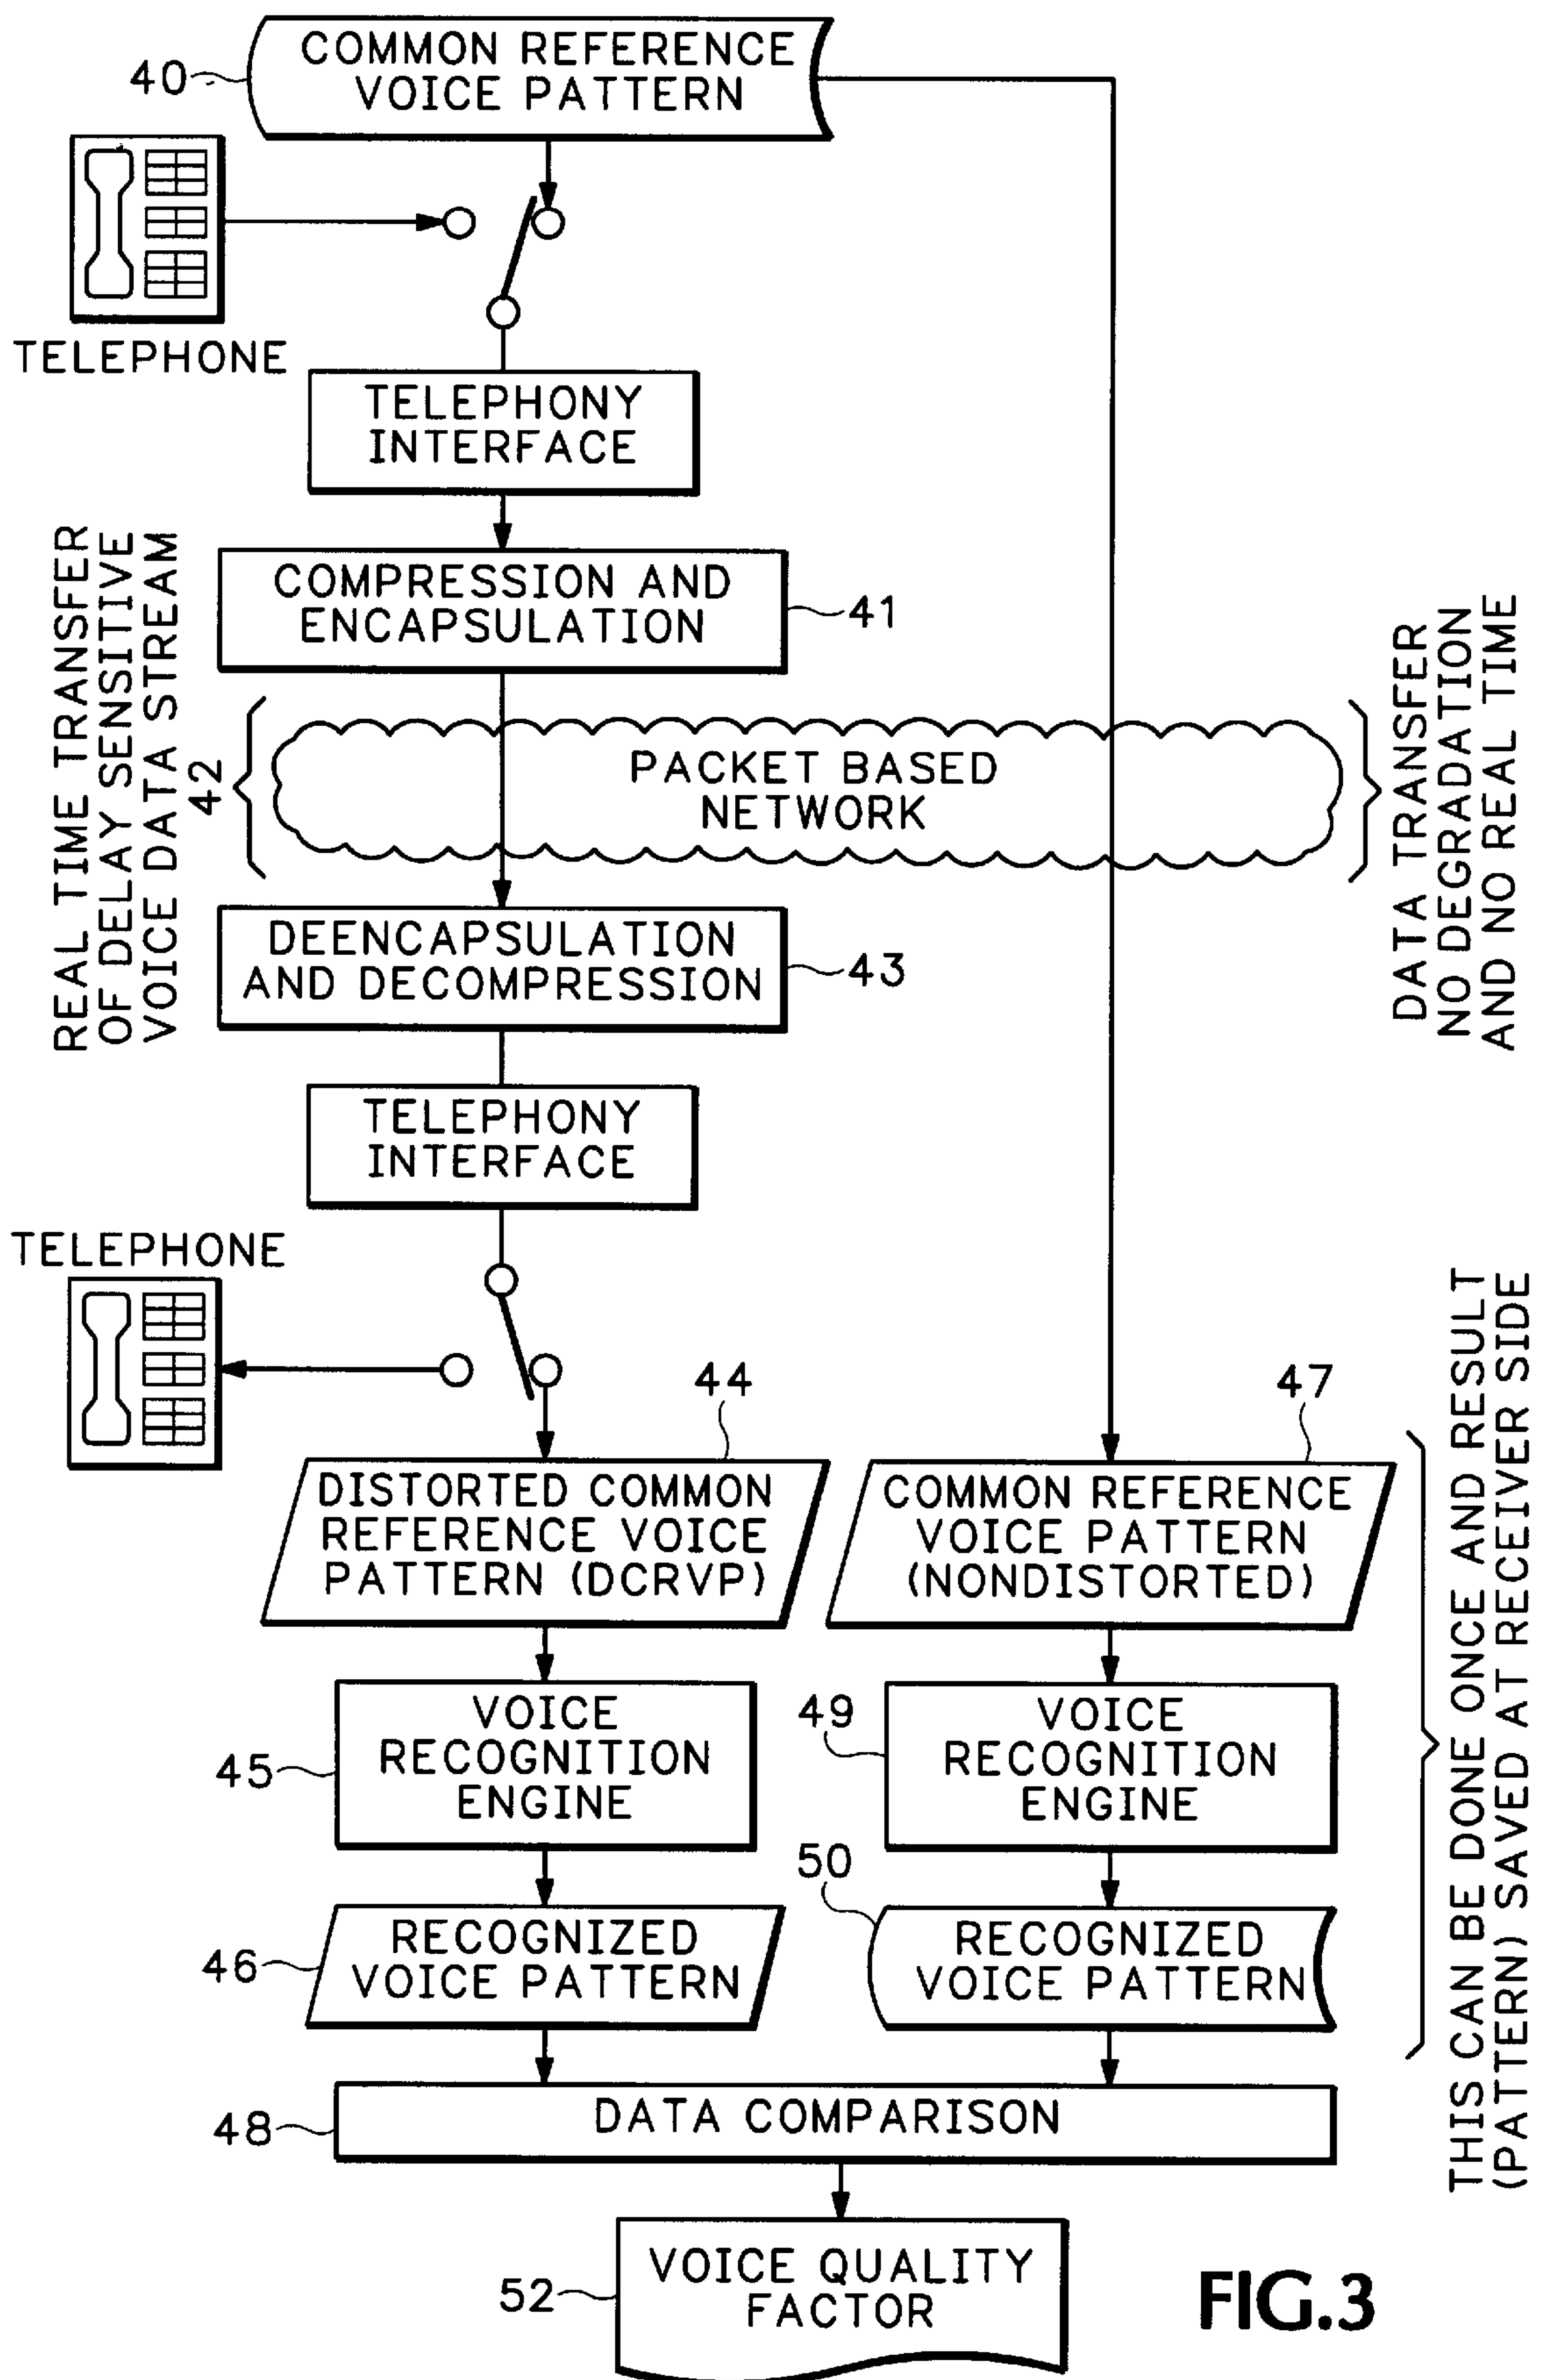 COMMON REFERENCE
VOICE PATTERN
40
TELEPHONE
TELEPHONY
INTERFACE
COMPRESSION AND
ENCAPSULATION
41
REAL TIME TRANSFER
OF DELAY SENSITIVE
VOICE DATA STREAM
42
PACKET BASED
NETWORK
DATA TRANSFER
NO DEGRADATION
AND NO REAL TIME
DEENCAPSULATION
AND DECOMPRESSION
43
TELEPHONY
INTERFACE
TELEPHONE
44
47
DISTORTED COMMON
REFERENCE VOICE
PATTERN (DCRVP)
COMMON REFERENCE
VOICE PATTERN
(NONDISTORTED)
THIS CAN BE DONE ONCE AND RESULT
(PATTERN) SAVED AT RECEIVER SIDE
45
VOICE
RECOGNITION
ENGINE
49
VOICE
RECOGNITION
ENGINE
46
RECOGNIZED
VOICE PATTERN
50
RECOGNIZED
VOICE PATTERN
48
DATA COMPARISON
52
VOICE QUALITY
FACTOR
FIG.3